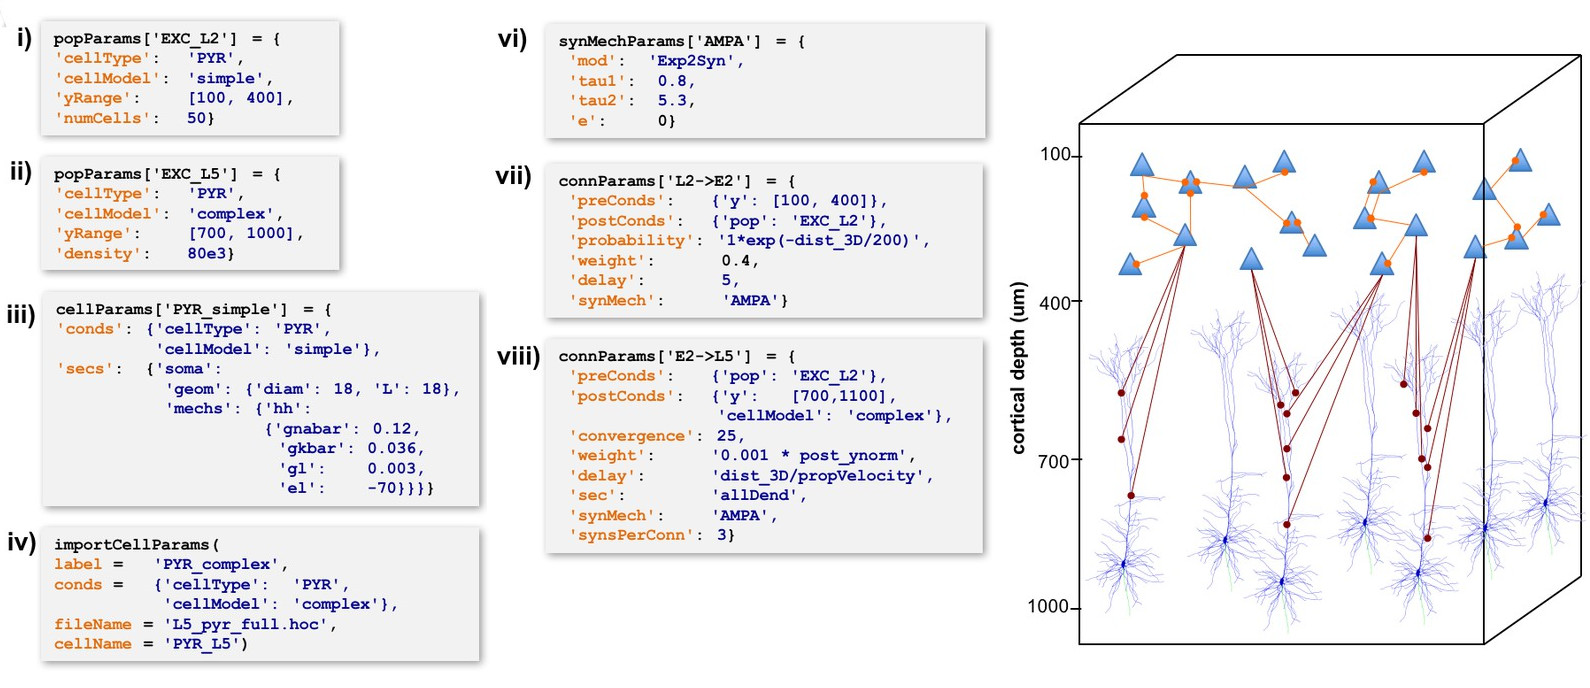 i)
popParams['EXC_L2'] = {
'cellType': 'PYR',
'cellModel': 'simple',
'yRange': [100, 400],
'numCells': 50}
ii)
popParams['EXC_L5'] = {
'cellType': 'PYR',
'cellModel': 'complex',
'yRange': [700, 1000],
'density': 80e3}
iii)
cellParams['PYR_simple'] = {
'conds': {'cellType': 'PYR',
'cellModel': 'simple'},
'secs': {'soma':
'geom': {'diam': 18, 'L': 18},
'mechs': {'hh':
{'gnabar': 0.12,
'gkbar': 0.036,
'gl': 0.003,
'el': -70}}}}
iv)
importCellParams(
label = 'PYR_complex',
conds = {'cellType': 'PYR',
'cellModel': 'complex'},
fileName = 'L5_pyr_full.hoc',
cellName = 'PYR_L5')
vi)
synMechParams['AMPA'] = {
'mod': 'Exp2Syn',
'tau1': 0.8,
'tau2': 5.3,
'e': 0}
vii)
connParams['L2->E2'] = {
'preConds': {'y': [100, 400]},
'postConds': {'pop': 'EXC_L2'},
'probability': '1*exp(-dist_3D/200)',
'weight': 0.4,
'delay': 5,
'synMech': 'AMPA'}
viii)
connParams['E2->L5'] = {
'preConds': {'pop': 'EXC_L2'},
'postConds': {'y': [700,1100],
'cellModel': 'complex'},
'convergence': 25,
'weight': '0.001 * post_ynorm',
'delay': 'dist_3D/propVelocity',
'sec': 'allDend',
'synMech': 'AMPA',
'synsPerConn': 3}
cortical depth (um)
100
400
700
1000